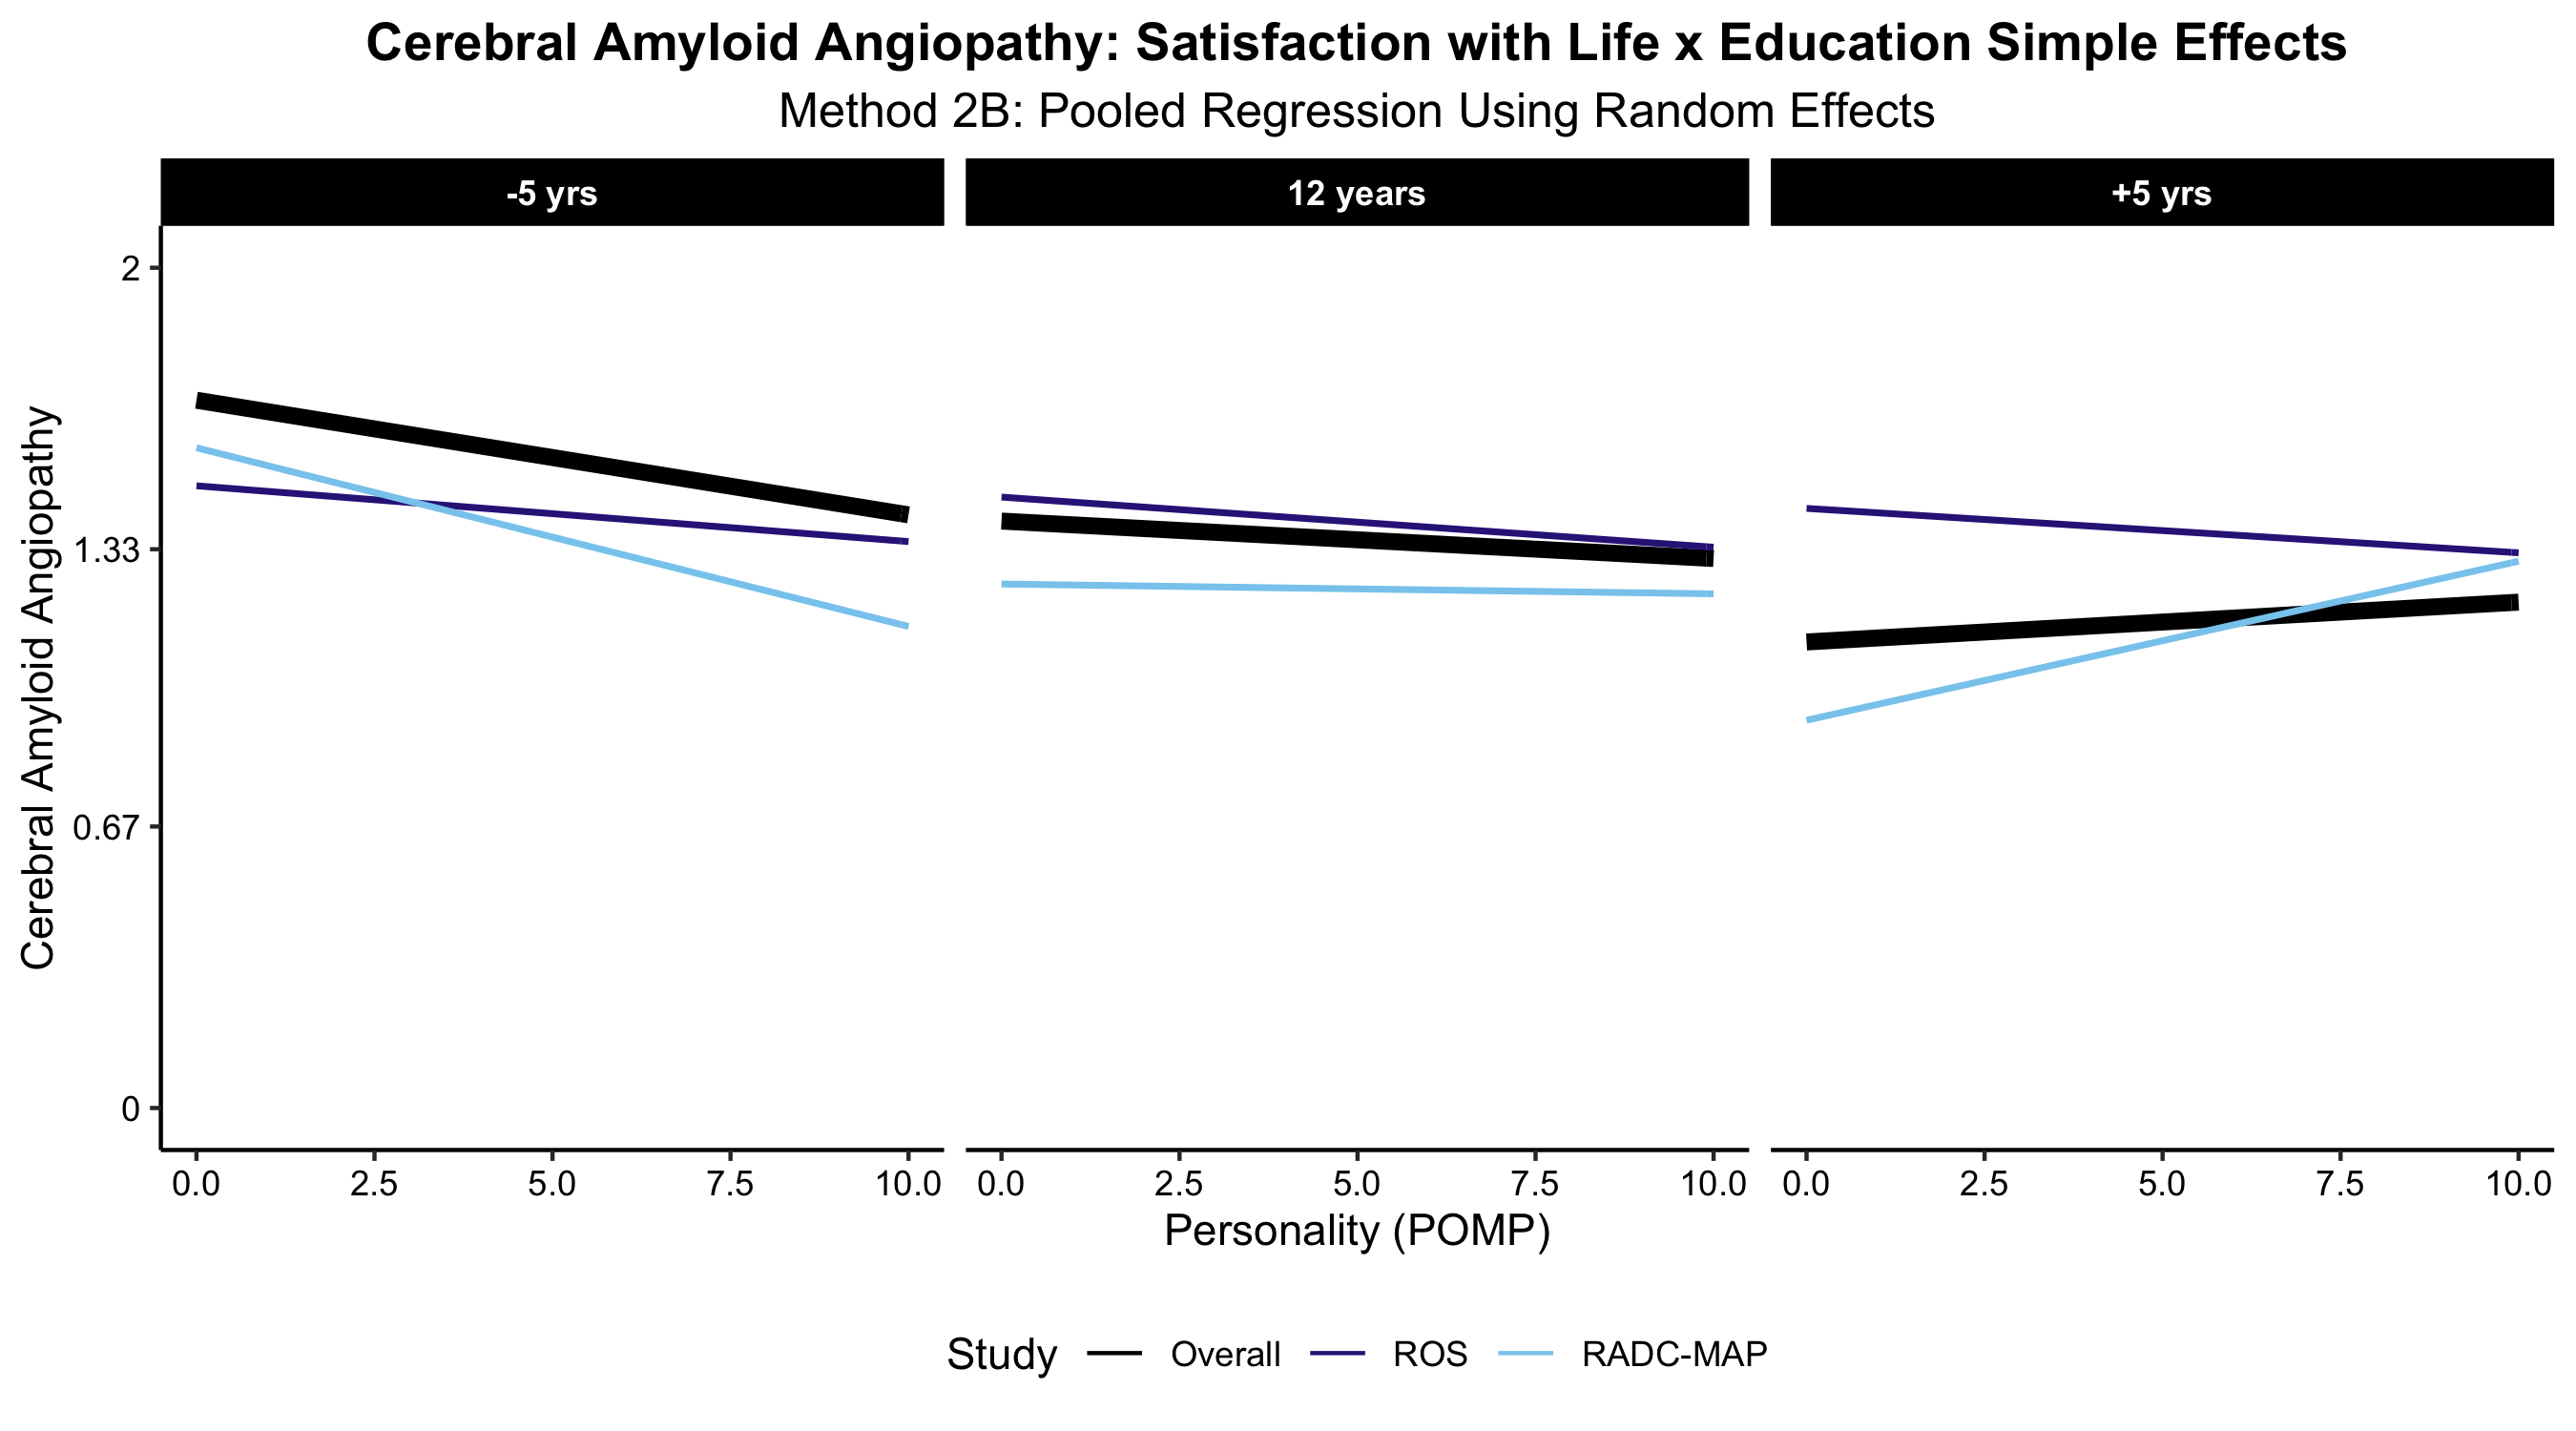 Cerebral Amyloid Angiopathy: Satisfaction with Life x Education Simple Effects
Method 2B: Pooled Regression Using Random Effects
-5 yrs
12 years
+5 yrs
Cerebral Amyloid Angiopathy
2
1.33
0.67
0
0.0 2.5 5.0 7.5 10.0
0.0 2.5 5.0 7.5 10.0
0.0 2.5 5.0 7.5 10.0
Personality (POMP)
Study Overall ROS RADC-MAP